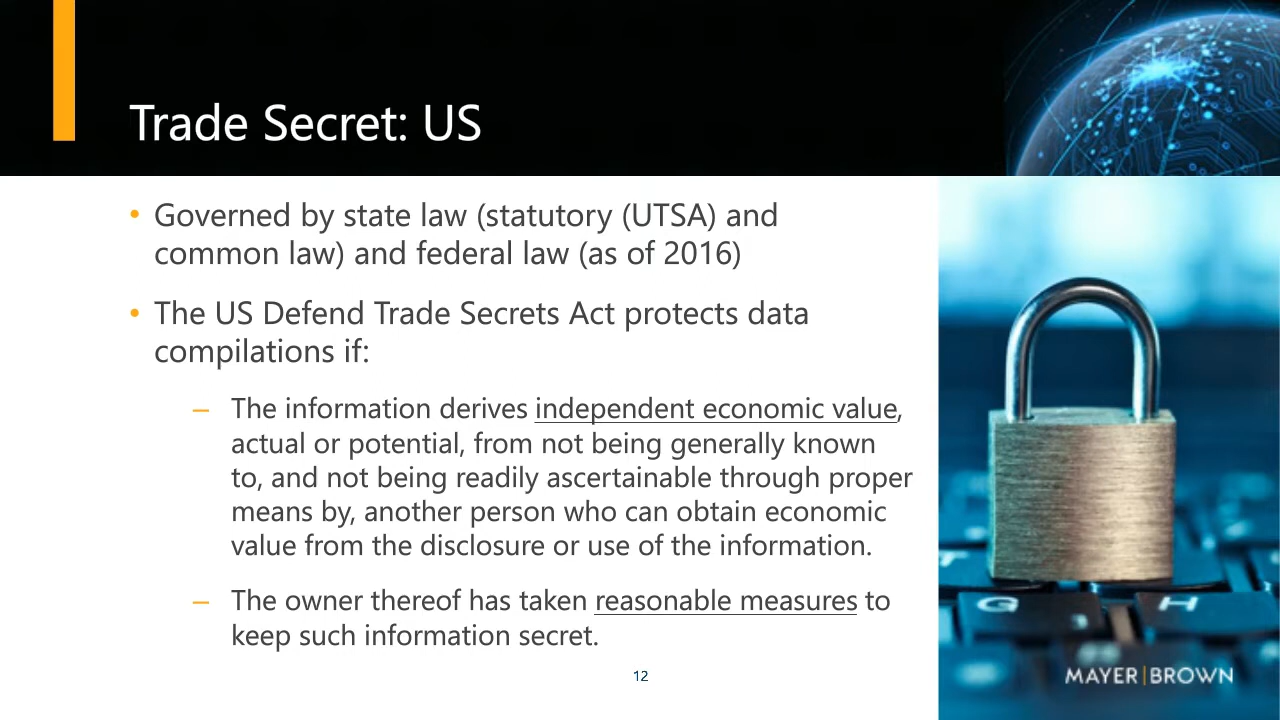 Trade Secret: US
• Governed by state law (statutory (UTSA) and
common law) and federal law (as of 2016)
• The US Defend Trade Secrets Act protects data
compilations if:
– The information derives independent economic value,
actual or potential, from not being generally known
to, and not being readily ascertainable through proper
means by, another person who can obtain economic
value from the disclosure or use of the information.
– The owner thereof has taken reasonable measures to
keep such information secret.
T
G H
12
MAYER|BROWN